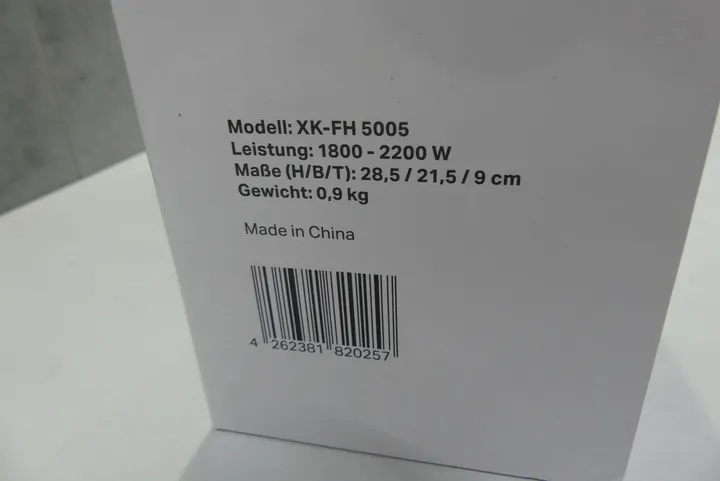 Modell: XK-FH 5005
Leistung: 1800 - 2200 W
Maße (H/B/T): 28,5 / 21,5 / 9 cm
Gewicht: 0,9 kg
Made in China
4 262381 820257